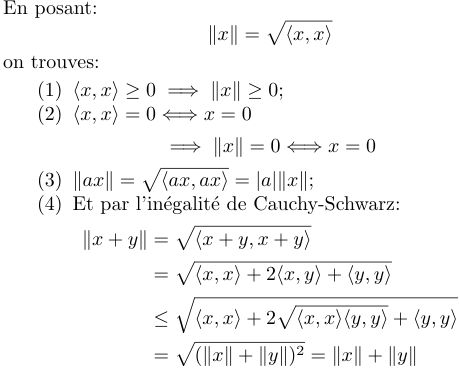 En posant:
‖x‖ = √⟨x, x⟩
on trouves:
(1) ⟨x, x⟩ ≥ 0 ⟹ ‖x‖ ≥ 0;
(2) ⟨x, x⟩ = 0 ⟺ x = 0
⟹ ‖x‖ = 0 ⟺ x = 0
(3) ‖ax‖ = √⟨ax, ax⟩ = |a|‖x‖;
(4) Et par l'inégalité de Cauchy-Schwarz:
‖x + y‖ = √⟨x + y, x + y⟩
= √(⟨x, x⟩ + 2⟨x, y⟩ + ⟨y, y⟩)
≤ √(⟨x, x⟩ + 2√(⟨x, x⟩⟨y, y⟩) + ⟨y, y⟩)
= √((‖x‖ + ‖y‖)²) = ‖x‖ + ‖y‖